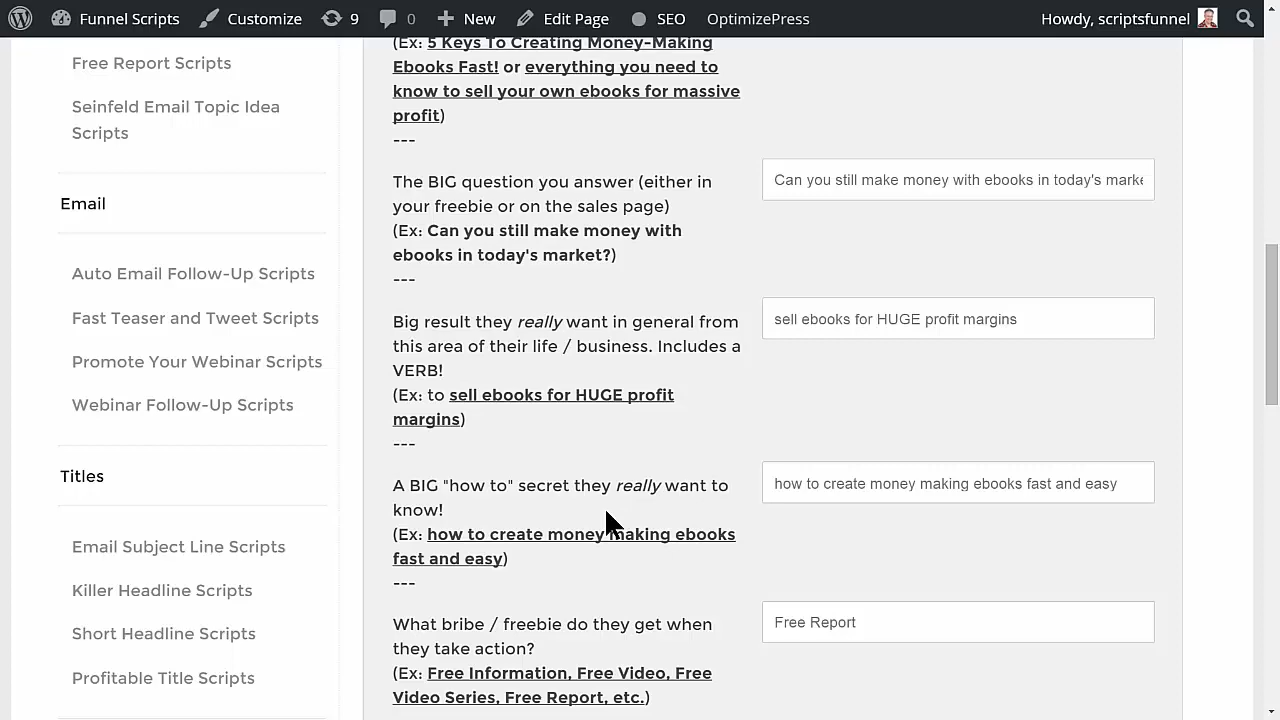 Funnel Scripts
Customize
9
0
New
Edit Page
SEO
OptimizePress
Howdy, scriptsfunnel
Free Report Scripts
Seinfeld Email Topic Idea
Scripts
Email
Auto Email Follow-Up Scripts
Fast Teaser and Tweet Scripts
Promote Your Webinar Scripts
Webinar Follow-Up Scripts
Titles
Email Subject Line Scripts
Killer Headline Scripts
Short Headline Scripts
Profitable Title Scripts
(Ex: 5 Keys To Creating Money-Making
Ebooks Fast! or everything you need to
know to sell your own ebooks for massive
profit)
---
The BIG question you answer (either in
your freebie or on the sales page)
(Ex: Can you still make money with
ebooks in today's market?)
---
Can you still make money with ebooks in today's marke
Big result they really want in general from
this area of their life / business. Includes a
VERB!
(Ex: to sell ebooks for HUGE profit
margins)
---
sell ebooks for HUGE profit margins
A BIG "how to" secret they really want to
know!
(Ex: how to create money making ebooks
fast and easy)
---
how to create money making ebooks fast and easy
What bribe / freebie do they get when
they take action?
(Ex: Free Information, Free Video, Free
Video Series, Free Report, etc.)
Free Report